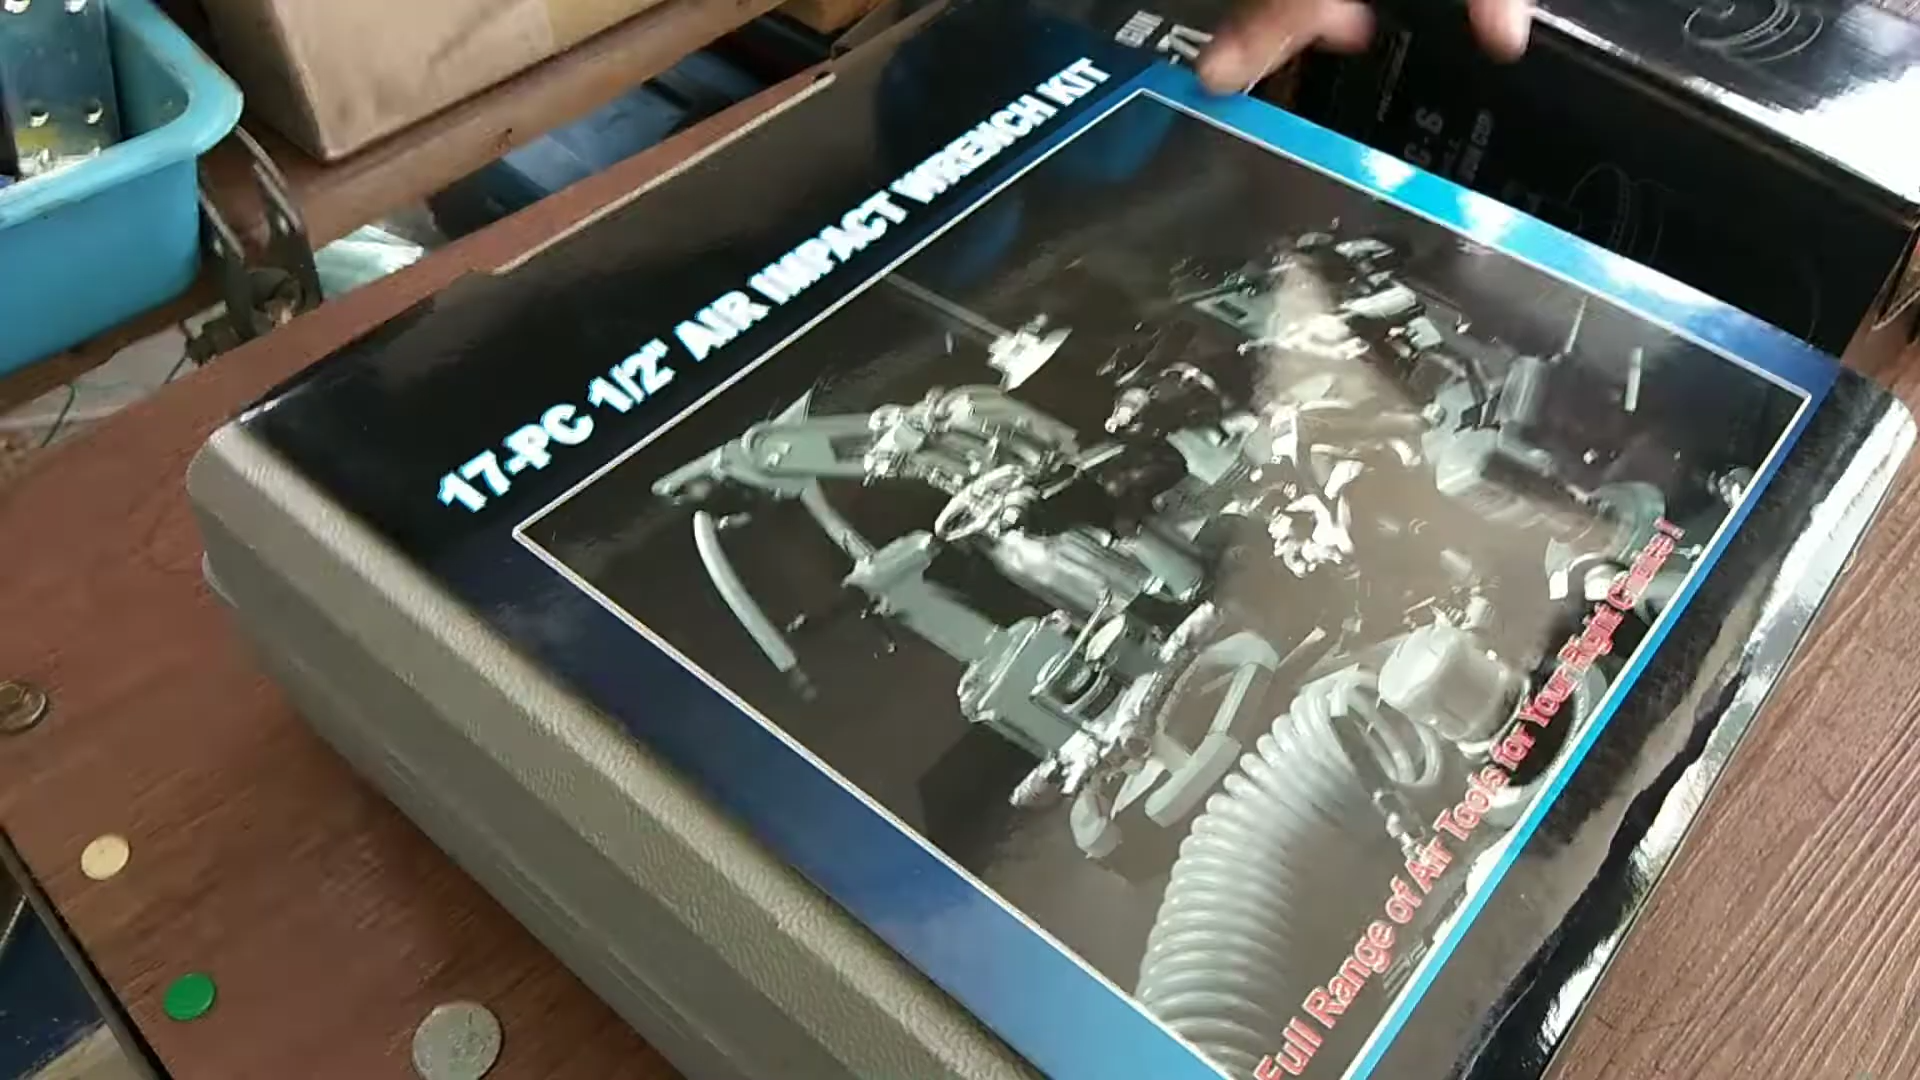 17-PC 1/2" AIR IMPACT WRENCH KIT
Full Range of Air Tools for Your Right Choice!